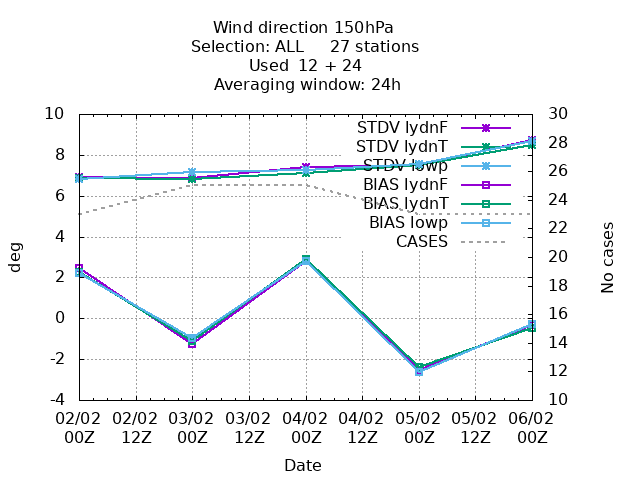 Wind direction 150hPa
Selection: ALL 27 stations
Used 12 + 24
Averaging window: 24h
10
8
6
4
2
0
-2
-4
deg
30
28
26
24
22
20
18
16
14
12
10
No cases
STDV lydnF
STDV lydnT
STDV lowp
BIAS lydnF
BIAS lydnT
BIAS lowp
CASES
02/02 02/02 03/02 03/02 04/02 04/02 05/02 05/02 06/02
00Z 12Z 00Z 12Z 00Z 12Z 00Z 12Z 00Z
Date